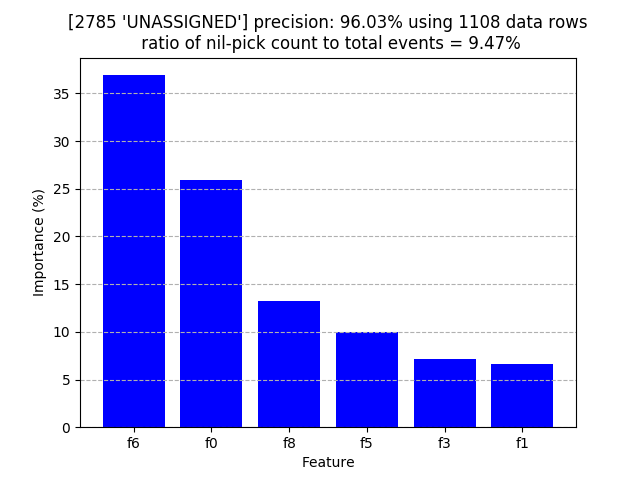 [2785 'UNASSIGNED'] precision: 96.03% using 1108 data rows
ratio of nil-pick count to total events = 9.47%
35
30
25
20
15
10
5
0
Importance (%)
f6 f0 f8 f5 f3 f1
Feature